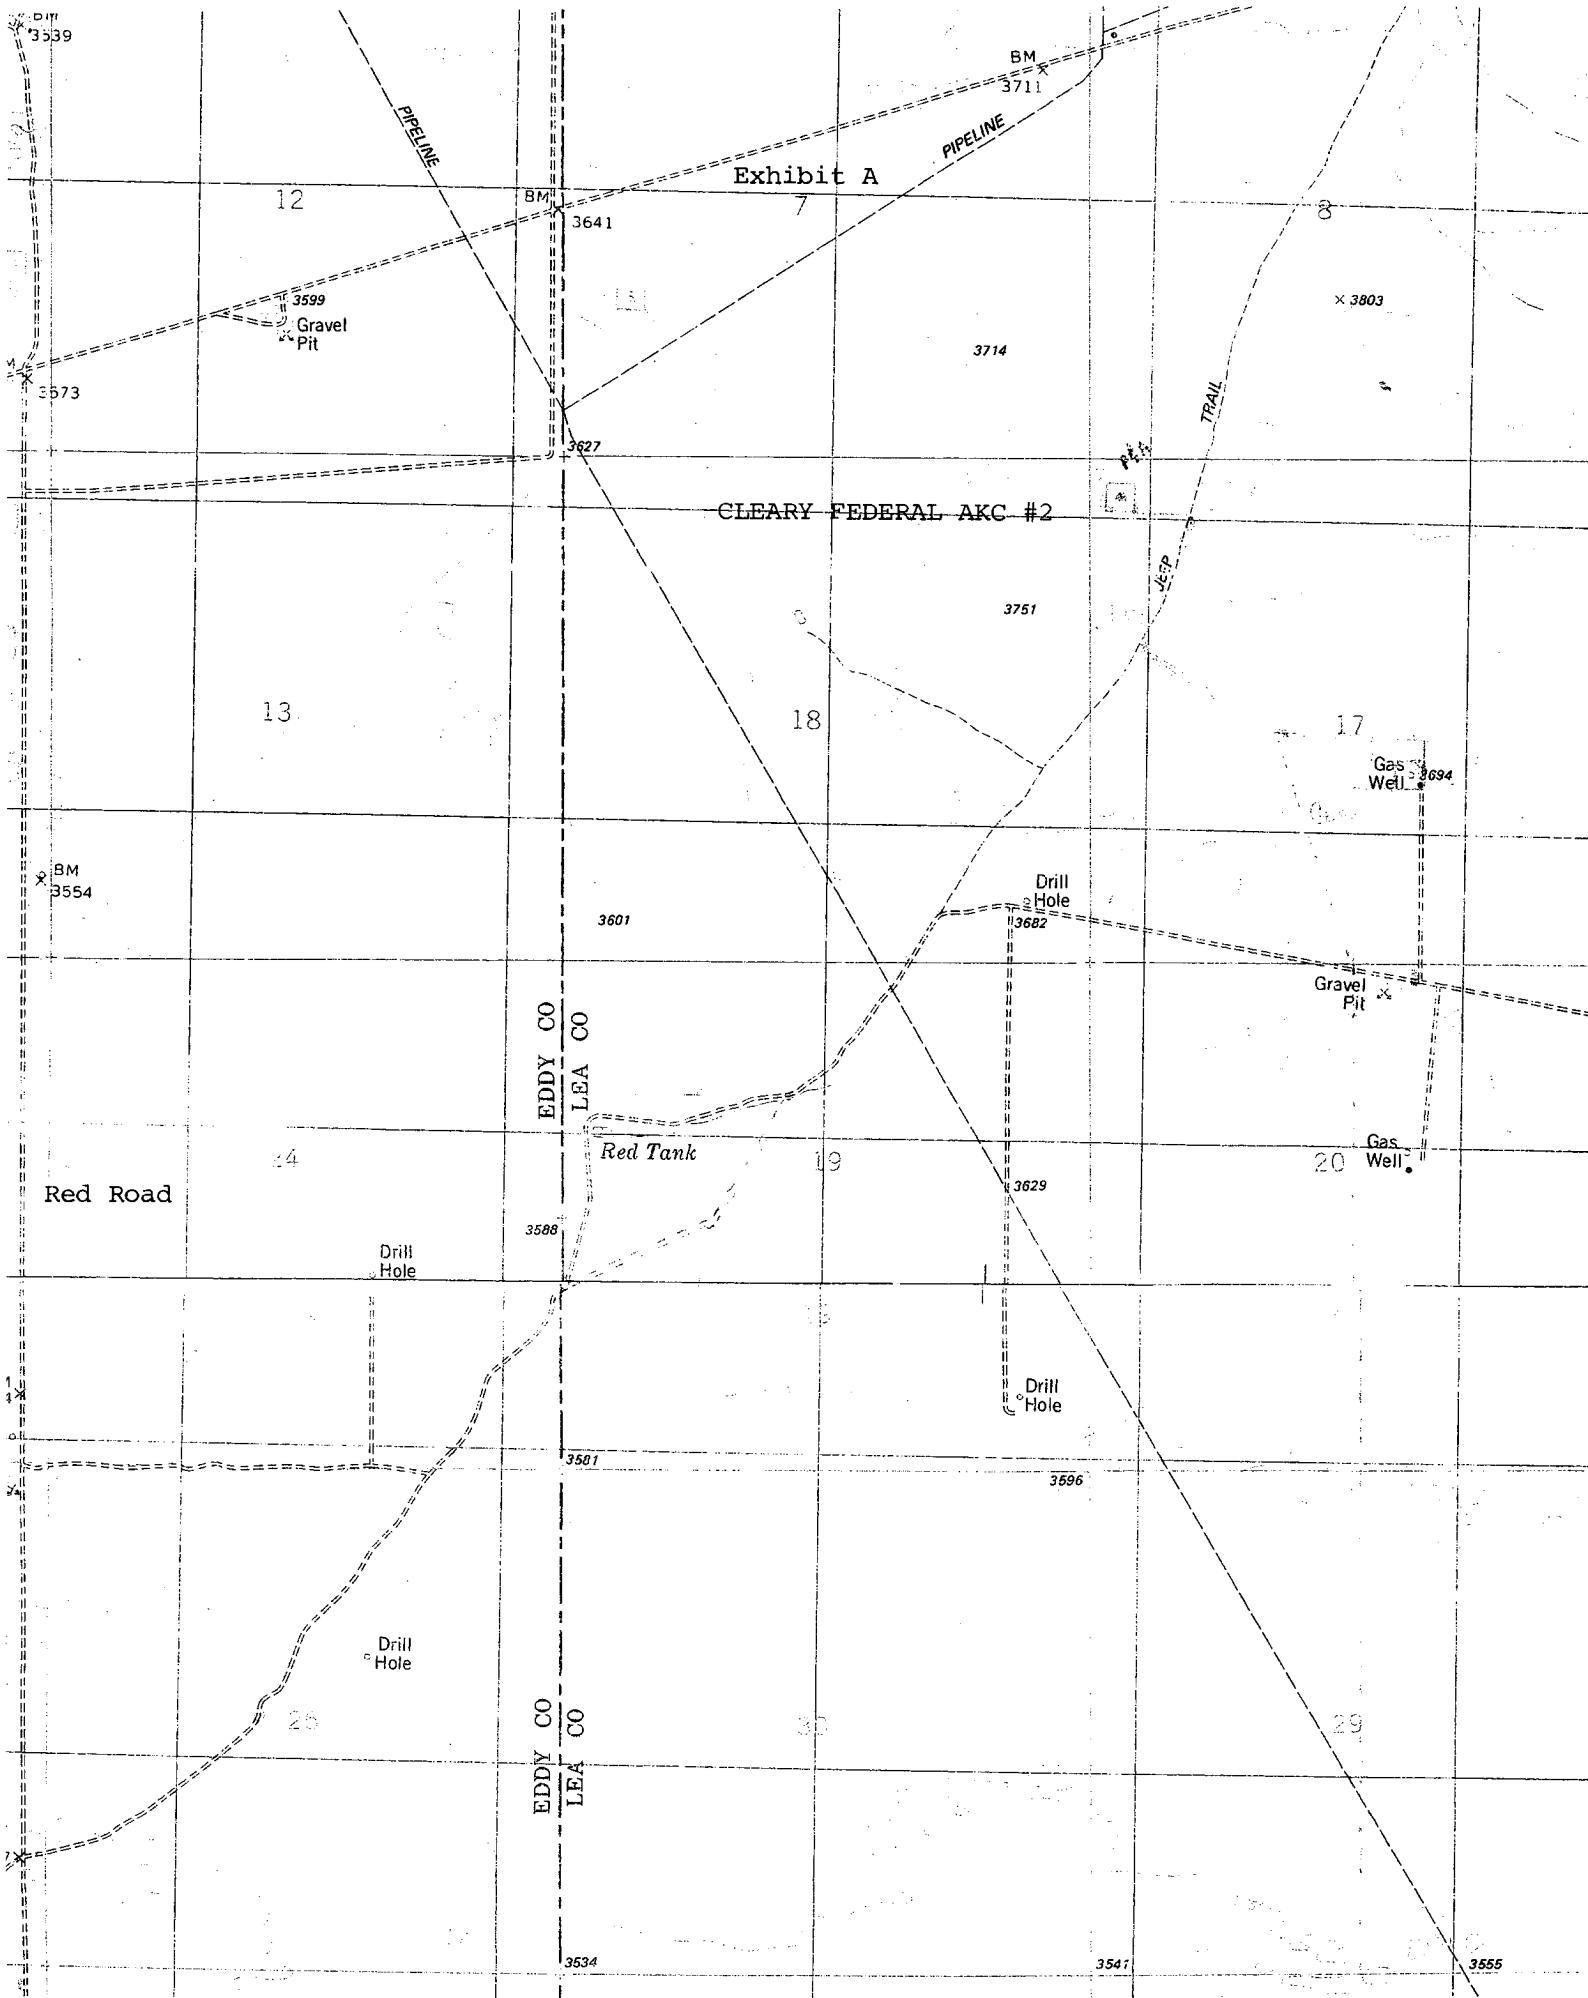 BM
3539
BM
3711
PIPELINE
PIPELINE
Exhibit A
12
7
8
BM
3641
3599
Gravel
Pit
3803
3714
3573
TRAIL
3627
CLEARY FEDERAL AKC #2
JEEP
3751
13
18
17
Gas
Well
3694
BM
3554
Drill
Hole
3601
3682
Gravel
Pit
EDDY CO
LEA CO
Red Tank
19
20
Gas
Well
Red Road
3629
3588
Drill
Hole
Drill
Hole
3581
3596
Drill
Hole
25
30
29
EDDY CO
LEA CO
3534
3541
3555